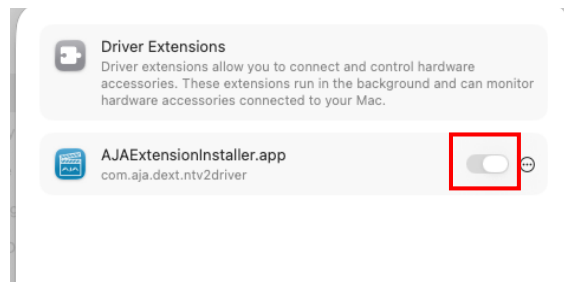 Driver Extensions
Driver extensions allow you to connect and control hardware
accessories. These extensions run in the background and can monitor
hardware accessories connected to your Mac.
AJAExtensionInstaller.app
com.aja.dext.ntv2driver